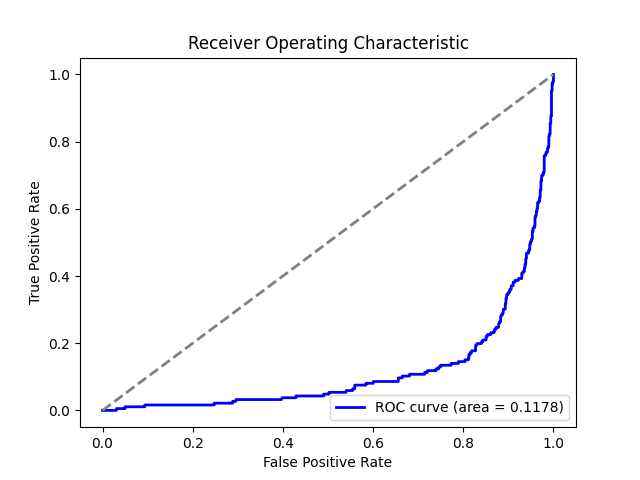 Receiver Operating Characteristic
True Positive Rate
1.0
0.8
0.6
0.4
0.2
0.0
ROC curve (area = 0.1178)
0.0 0.2 0.4 0.6 0.8 1.0
False Positive Rate